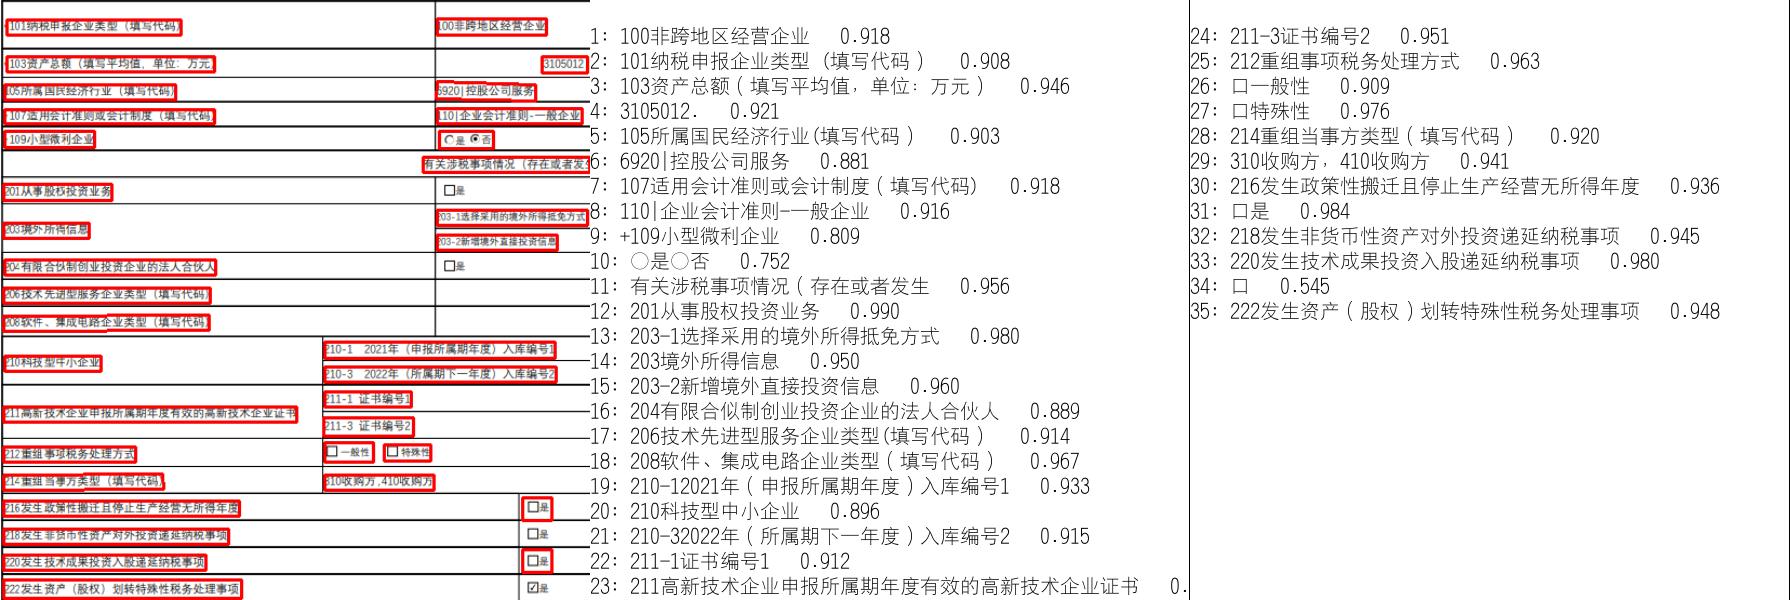 101纳税申报企业类型（填写代码） 100非跨地区经营企业
103资产总额（填写平均值，单位：万元） 3105012
105所属国民经济行业（填写代码） 6920|控股公司服务
107适用会计准则或会计制度（填写代码） 110|企业会计准则-一般企业
109小型微利企业 ○是 ⦿否
有关涉税事项情况（存在或者发生
201从事股权投资业务 □是
203境外所得信息
203-1选择采用的境外所得抵免方式
203-2新增境外直接投资信息
204有限合伙制创业投资企业的法人合伙人 □是
206技术先进型服务企业类型（填写代码）
208软件、集成电路企业类型（填写代码）
210科技型中小企业
210-1 2021年（申报所属期年度）入库编号1
210-3 2022年（所属期下一年度）入库编号2
211高新技术企业申报所属期年度有效的高新技术企业证书
211-1 证书编号1
211-3 证书编号2
212重组事项税务处理方式 □一般性 □特殊性
214重组当事方类型（填写代码） 310收购方,410收购方
216发生政策性搬迁且停止生产经营无所得年度 □是
218发生非货币性资产对外投资递延纳税事项 □是
220发生技术成果投资入股递延纳税事项 □是
222发生资产（股权）划转特殊性税务处理事项 ☑是
1: 100非跨地区经营企业 0.918
2: 101纳税申报企业类型 (填写代码) 0.908
3: 103资产总额(填写平均值，单位：万元) 0.946
4: 3105012. 0.921
5: 105所属国民经济行业(填写代码) 0.903
6: 6920|控股公司服务 0.881
7: 107适用会计准则或会计制度(填写代码) 0.918
8: 110|企业会计准则-一般企业 0.916
9: +109小型微利企业 0.809
10: ○是○否 0.752
11: 有关涉税事项情况(存在或者发生 0.956
12: 201从事股权投资业务 0.990
13: 203-1选择采用的境外所得抵免方式 0.980
14: 203境外所得信息 0.950
15: 203-2新增境外直接投资信息 0.960
16: 204有限合似制创业投资企业的法人合伙人 0.889
17: 206技术先进型服务企业类型(填写代码) 0.914
18: 208软件、集成电路企业类型(填写代码) 0.967
19: 210-12021年(申报所属期年度)入库编号1 0.933
20: 210科技型中小企业 0.896
21: 210-32022年(所属期下一年度)入库编号2 0.915
22: 211-1证书编号1 0.912
23: 211高新技术企业申报所属期年度有效的高新技术企业证书 0.
24: 211-3证书编号2 0.951
25: 212重组事项税务处理方式 0.963
26: 口一般性 0.909
27: 口特殊性 0.976
28: 214重组当事方类型(填写代码) 0.920
29: 310收购方，410收购方 0.941
30: 216发生政策性搬迁且停止生产经营无所得年度 0.936
31: 口是 0.984
32: 218发生非货币性资产对外投资递延纳税事项 0.945
33: 220发生技术成果投资入股递延纳税事项 0.980
34: 口 0.545
35: 222发生资产(股权)划转特殊性税务处理事项 0.948